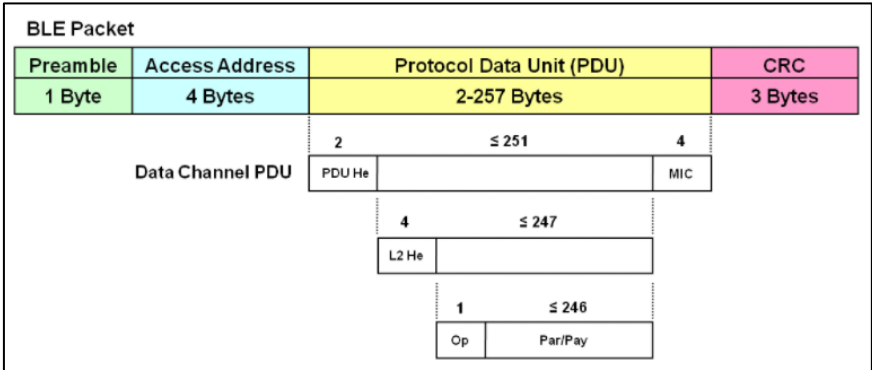 BLE Packet
Preamble Access Address Protocol Data Unit (PDU) CRC
1 Byte 4 Bytes 2-257 Bytes 3 Bytes
2 ≤ 251 4
Data Channel PDU PDU He MIC
4 ≤ 247
L2 He
1 ≤ 246
Op Par/Pay